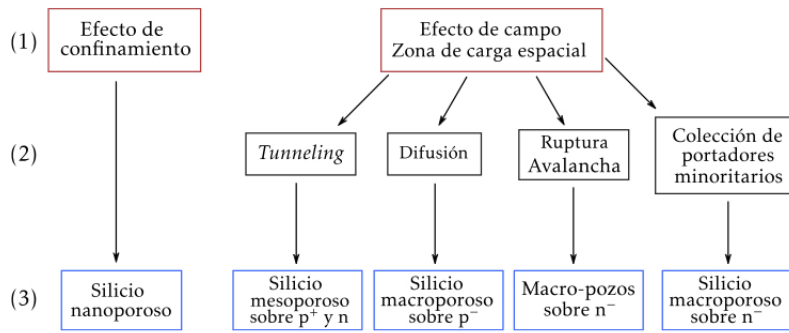 (1)
Efecto de
confinamiento
Efecto de campo
Zona de carga espacial
(2)
Tunneling
Difusión
Ruptura
Avalancha
Colección de
portadores
minoritarios
(3)
Silicio
nanoporoso
Silicio
mesoporoso
sobre p⁺ y n
Silicio
macroporoso
sobre p⁻
Macro-pozos
sobre n⁻
Silicio
macroporoso
sobre n⁻